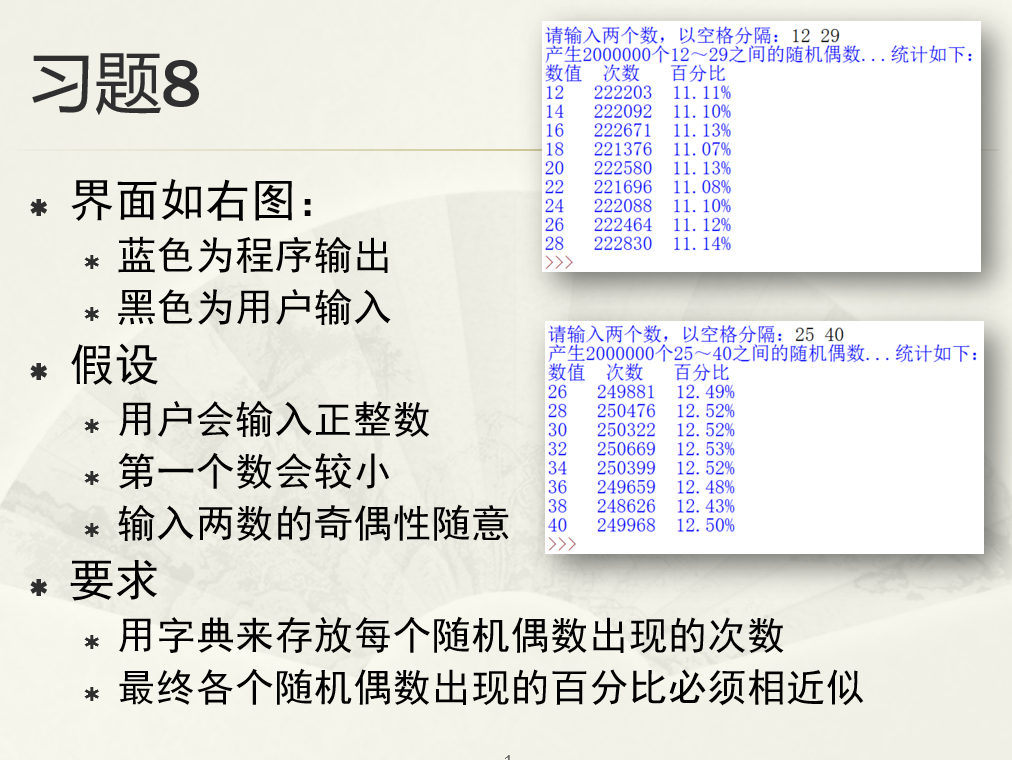 习题8
界面如右图：
蓝色为程序输出
黑色为用户输入
假设
用户会输入正整数
第一个数会较小
输入两数的奇偶性随意
要求
用字典来存放每个随机偶数出现的次数
最终各个随机偶数出现的百分比必须相近似
请输入两个数，以空格分隔：12 29
产生2000000个12～29之间的随机偶数...统计如下：
数值 次数 百分比
12 222203 11.11%
14 222092 11.10%
16 222671 11.13%
18 221376 11.07%
20 222580 11.13%
22 221696 11.08%
24 222088 11.10%
26 222464 11.12%
28 222830 11.14%
>>>
请输入两个数，以空格分隔：25 40
产生2000000个25～40之间的随机偶数...统计如下：
数值 次数 百分比
26 249881 12.49%
28 250476 12.52%
30 250322 12.52%
32 250669 12.53%
34 250399 12.52%
36 249659 12.48%
38 248626 12.43%
40 249968 12.50%
>>>
1